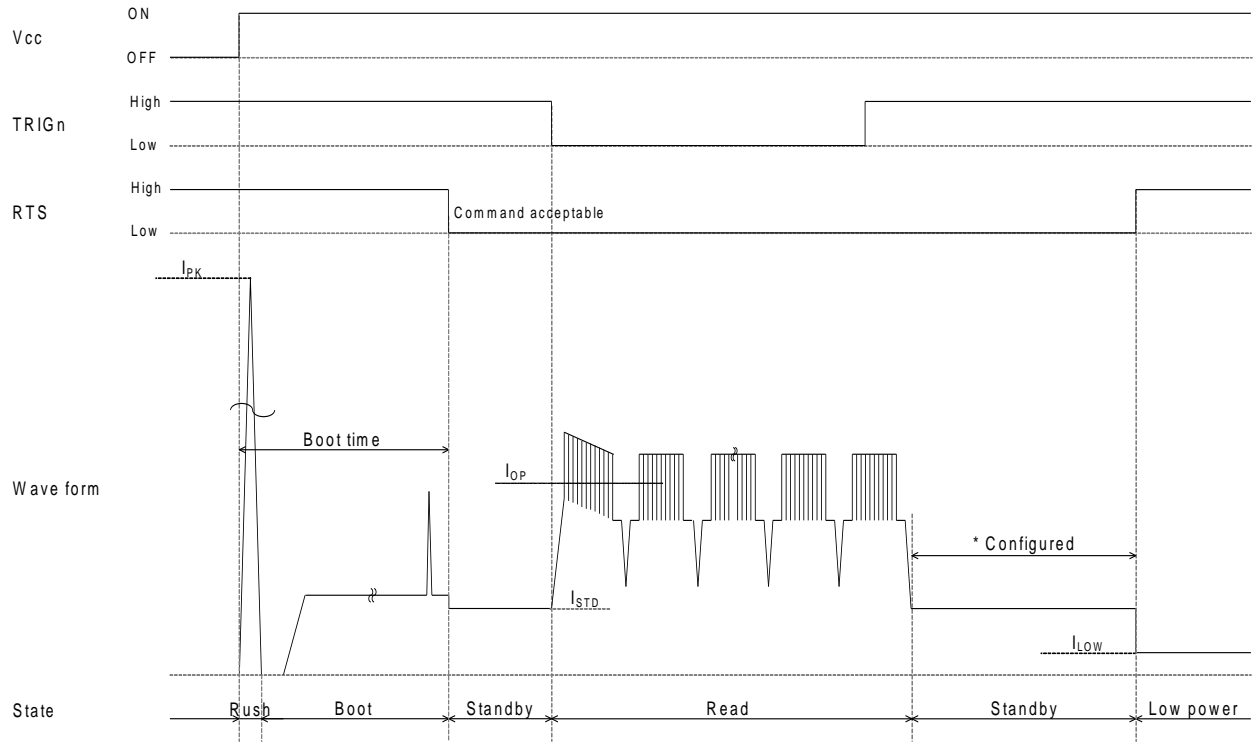 Vcc
ON
OFF
TRIGn
High
Low
RTS
High
Low
Command acceptable
IPK
Boot time
Wave form
IOP
* Configured
ISTD
ILOW
State
Rush
Boot
Standby
Read
Standby
Low power